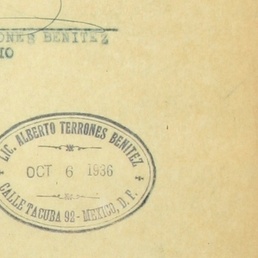 ONES BENITEZ
IO
LIC. ALBERTO TERRONES BENITEZ
OCT 6 1936
CALLE TACUBA 92 - MEXICO, D. F.